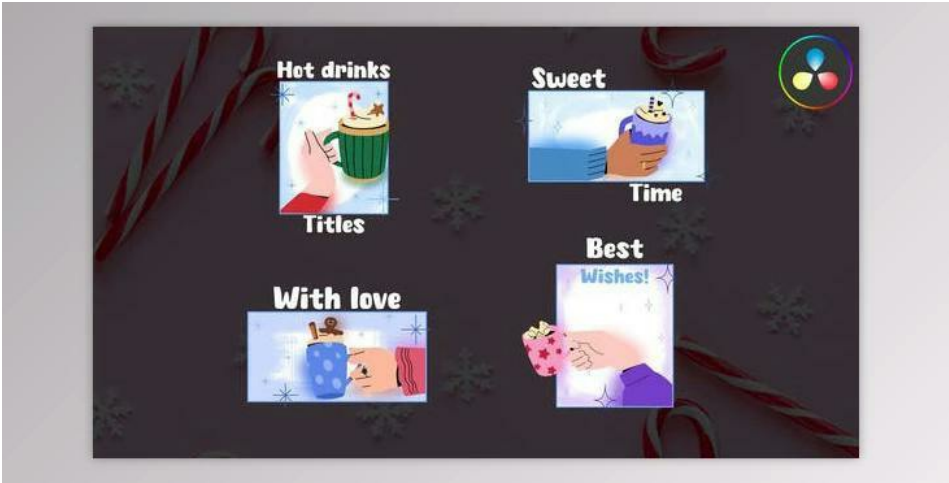 Hot drinks
Titles
Sweet
Time
With love
Best
Wishes!